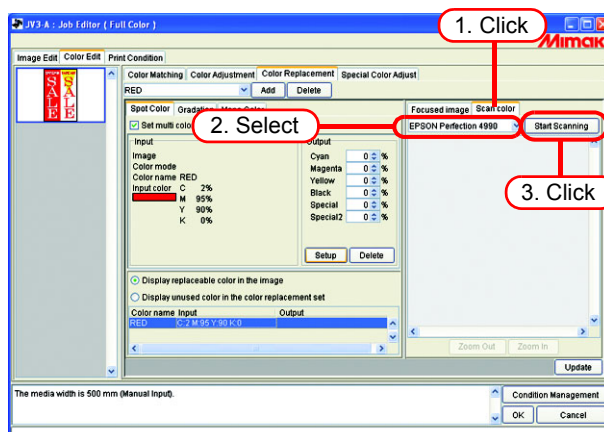 JV3-A : Job Editor ( Full Color )
1. Click
Mimaki
Image Edit Color Edit Print Condition
Color Matching Color Adjustment Color Replacement Special Color Adjust
RED Add Delete
SALE SALE
Spot Color Gradation Mono Color Focused image Scan color
Set multi colo
2. Select
EPSON Perfection 4990 Start Scanning
Input Output
Image Cyan 0 %
Color mode Magenta 0 %
Color name RED Yellow 0 %
Input color C 2% Black 0 %
M 95% Special 0 %
Y 90% Special2 0 %
K 0%
3. Click
Setup Delete
Display replaceable color in the image
Display unused color in the color replacement set
Color name Input Output
RED C:2 M:95 Y:90 K:0
Zoom Out Zoom In
Update
The media width is 500 mm (Manual Input).
Condition Management
OK Cancel